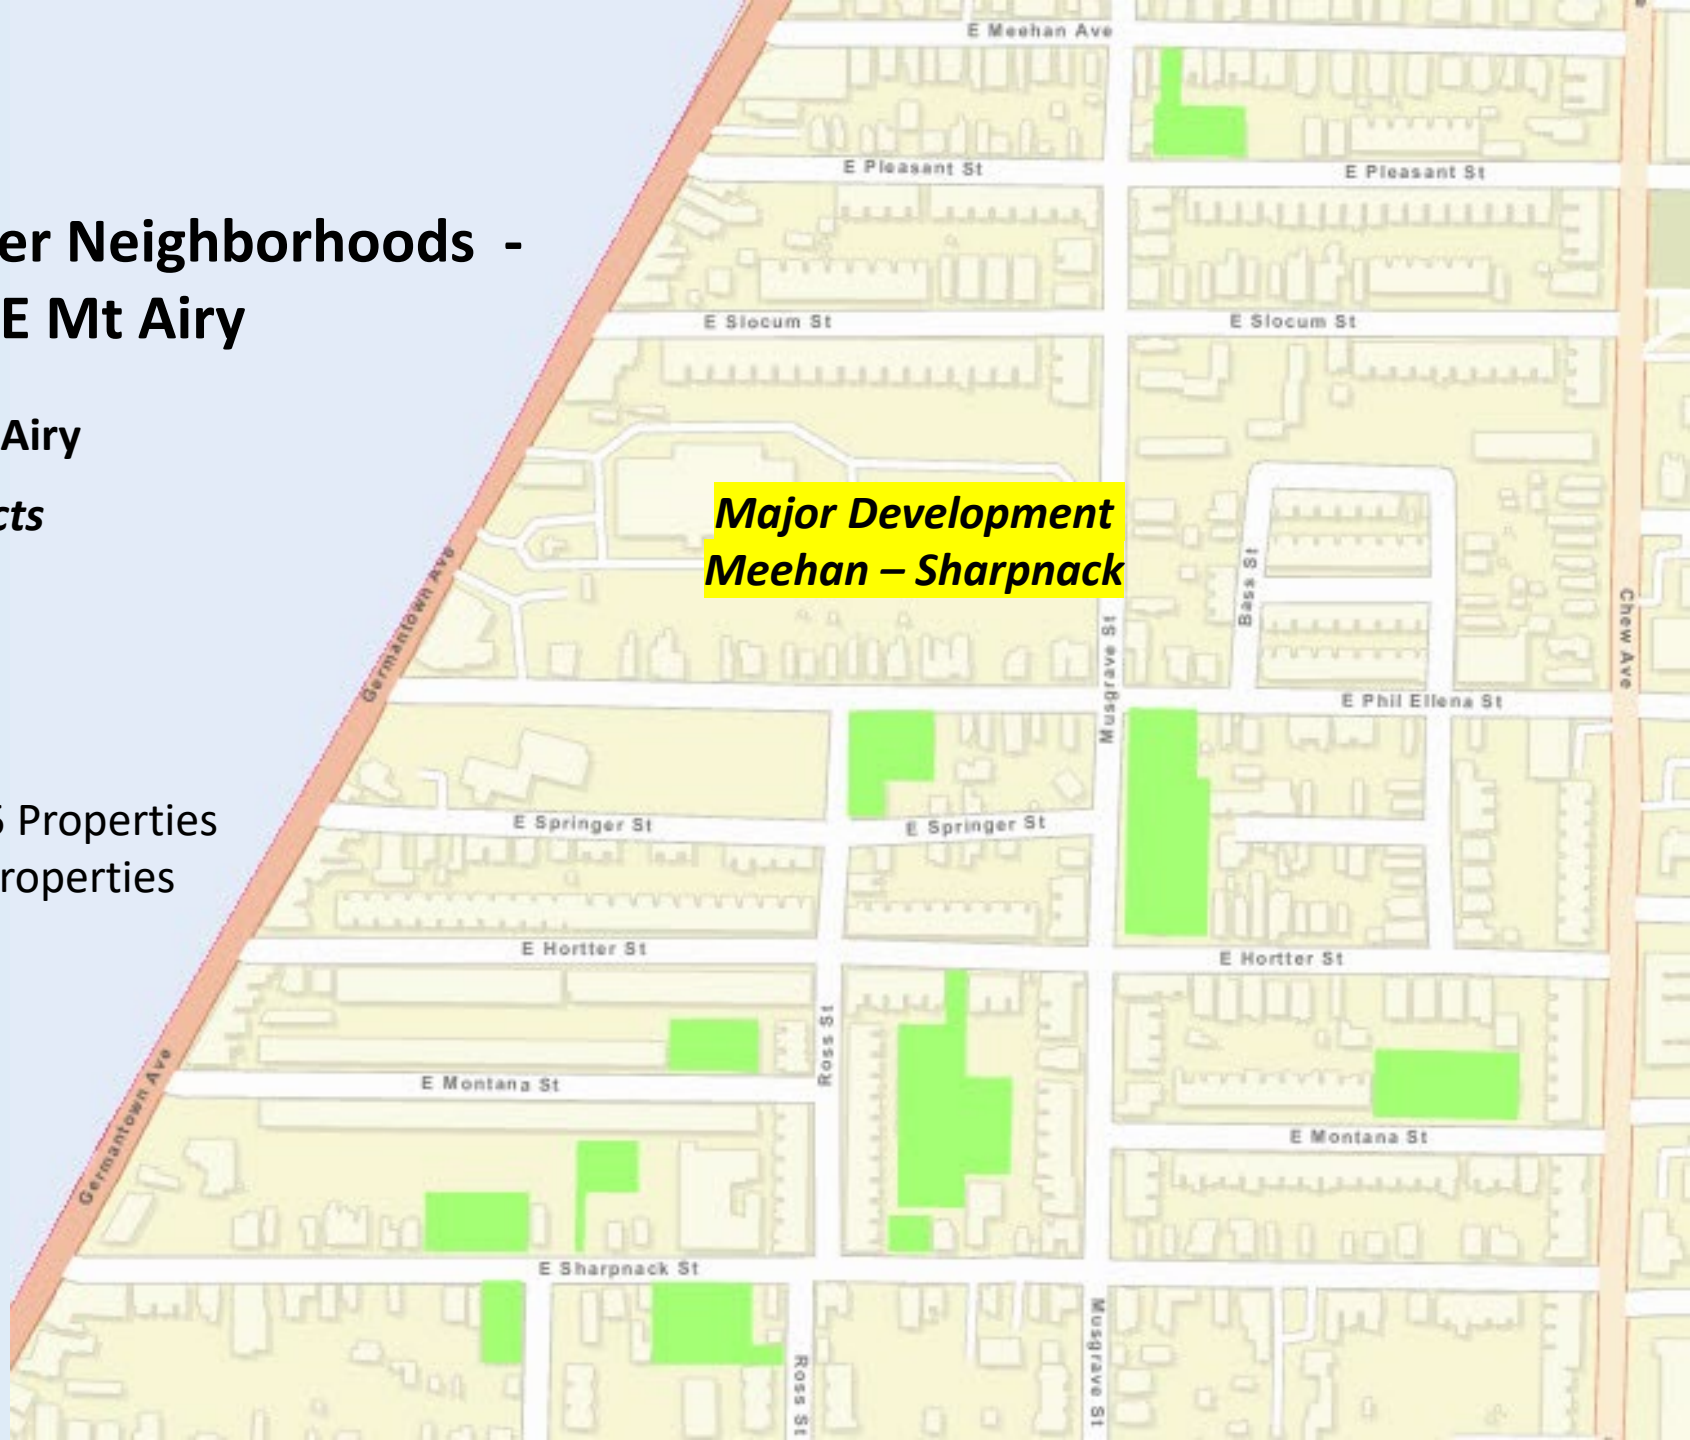 er Neighborhoods -
E Mt Airy
Airy
cts
5 Properties
roperties
E Meehan Ave
E Pleasant St
E Pleasant St
E Slocum St
E Slocum St
Major Development
Meehan – Sharpnack
Germantown Ave
Bass St
Musgrave St
Chew Ave
E Phil Ellena St
E Springer St
E Springer St
E Hortter St
E Hortter St
Ross St
Germantown Ave
E Montana St
E Montana St
E Sharpnack St
Musgrave St
Ross St